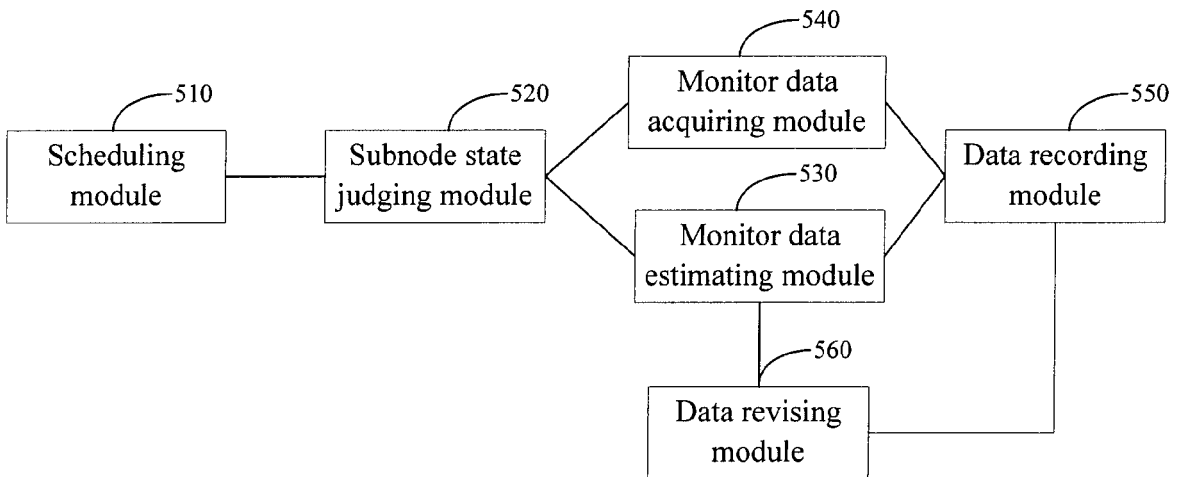 510
Scheduling
module
520
Subnode state
judging module
540
Monitor data
acquiring module
530
Monitor data
estimating module
550
Data recording
module
560
Data revising
module